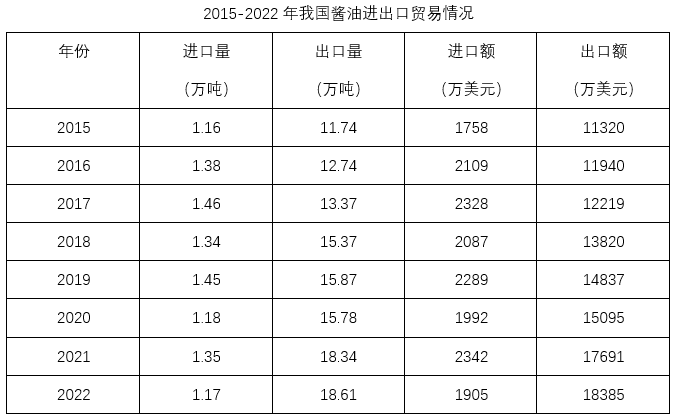 2015-2022 年我国酱油进出口贸易情况
年份 进口量 出口量 进口额 出口额
(万吨) (万吨) (万美元) (万美元)
2015 1.16 11.74 1758 11320
2016 1.38 12.74 2109 11940
2017 1.46 13.37 2328 12219
2018 1.34 15.37 2087 13820
2019 1.45 15.87 2289 14837
2020 1.18 15.78 1992 15095
2021 1.35 18.34 2342 17691
2022 1.17 18.61 1905 18385